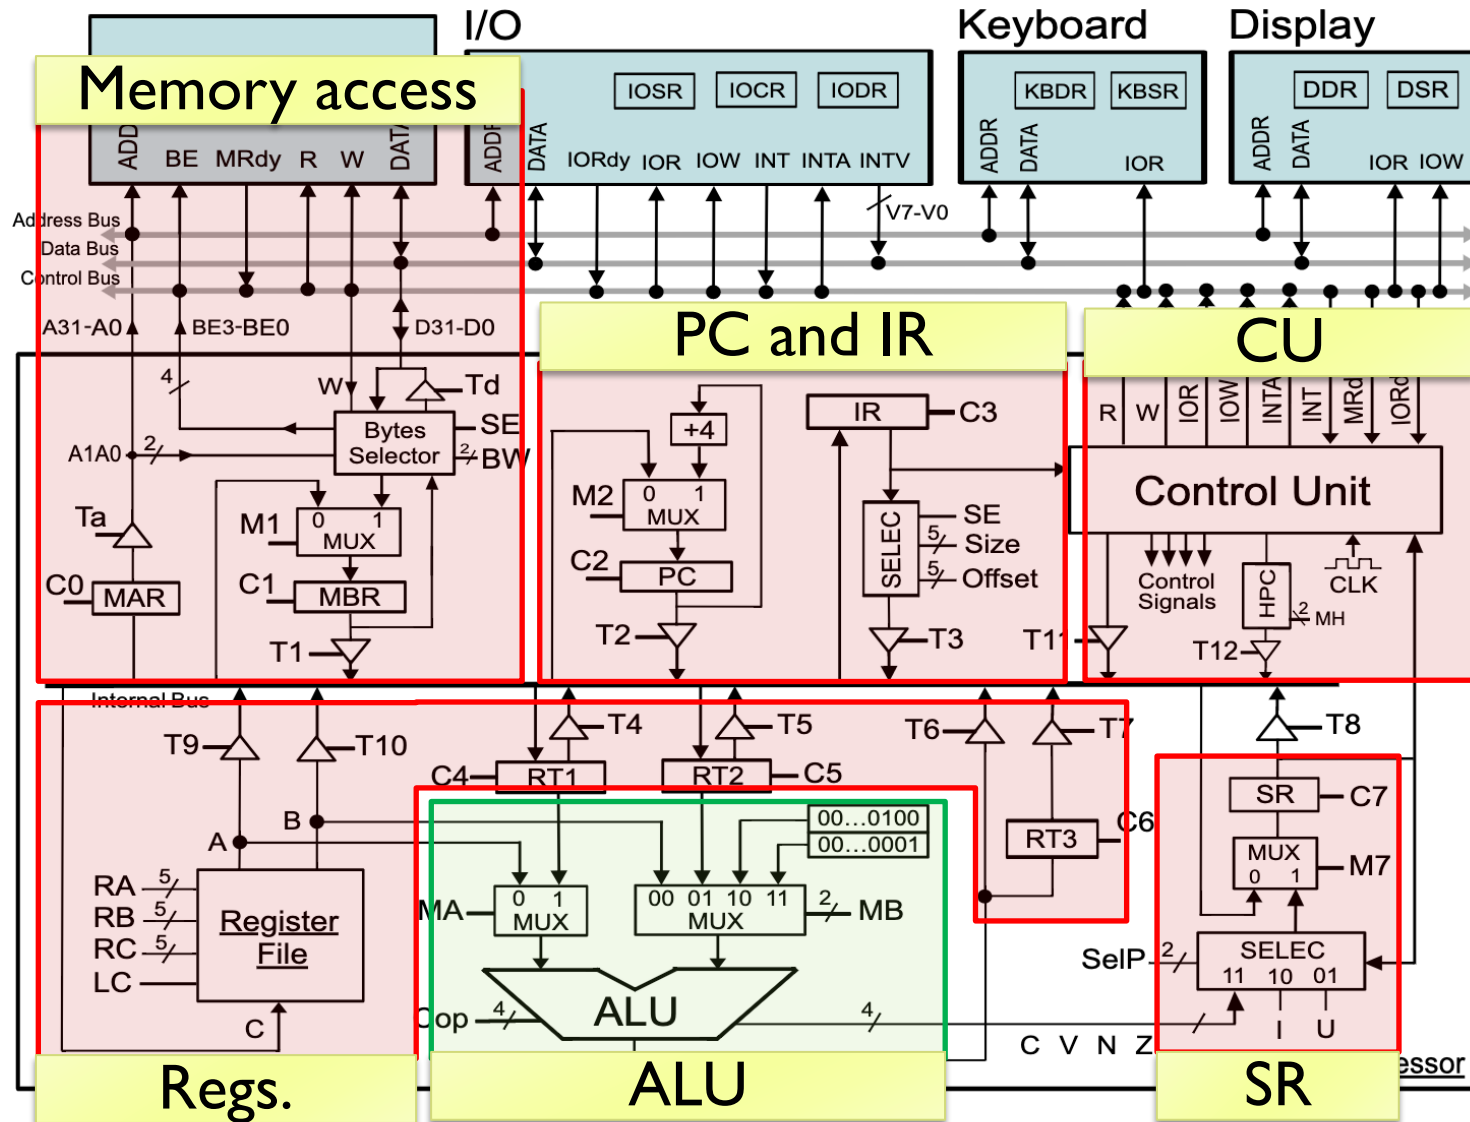 I/O
Keyboard
Display
Memory access
IOSR
IOCR
IODR
KBDR
KBSR
DDR
DSR
BE
MRdy
R
W
DATA
ADDR
DATA
IORdy
IOR
IOW
INT
INTA
INTV
ADDR
DATA
IOR
ADDR
DATA
IOR
IOW
V7-V0
Address Bus
Data Bus
Control Bus
A31-A0
BE3-BE0
D31-D0
PC and IR
CU
4
W
Td
SE
Bytes
Selector
2
BW
A1A0
2
Ta
M1
0
1
MUX
C0
MAR
C1
MBR
T1
+4
M2
0
1
MUX
C2
PC
T2
IR
C3
SELEC
SE
5
Size
5
Offset
T3
R
W
IOR
IOW
INTA
INT
MRd
IORd
Control Unit
Control
Signals
HPC
2
MH
CLK
T11
T12
Internal Bus
T9
T10
T4
T5
T6
T7
T8
C4
RT1
RT2
C5
SR
C7
A
B
00...0100
00...0001
RT3
C6
MUX
0
1
M7
RA
5
RB
5
RC
5
LC
Register
File
C
MA
0
1
MUX
00
01
10
11
MUX
2
MB
SelP
2
SELEC
11
10
01
I
U
op
4
ALU
4
C
V
N
Z
essor
Regs.
ALU
SR